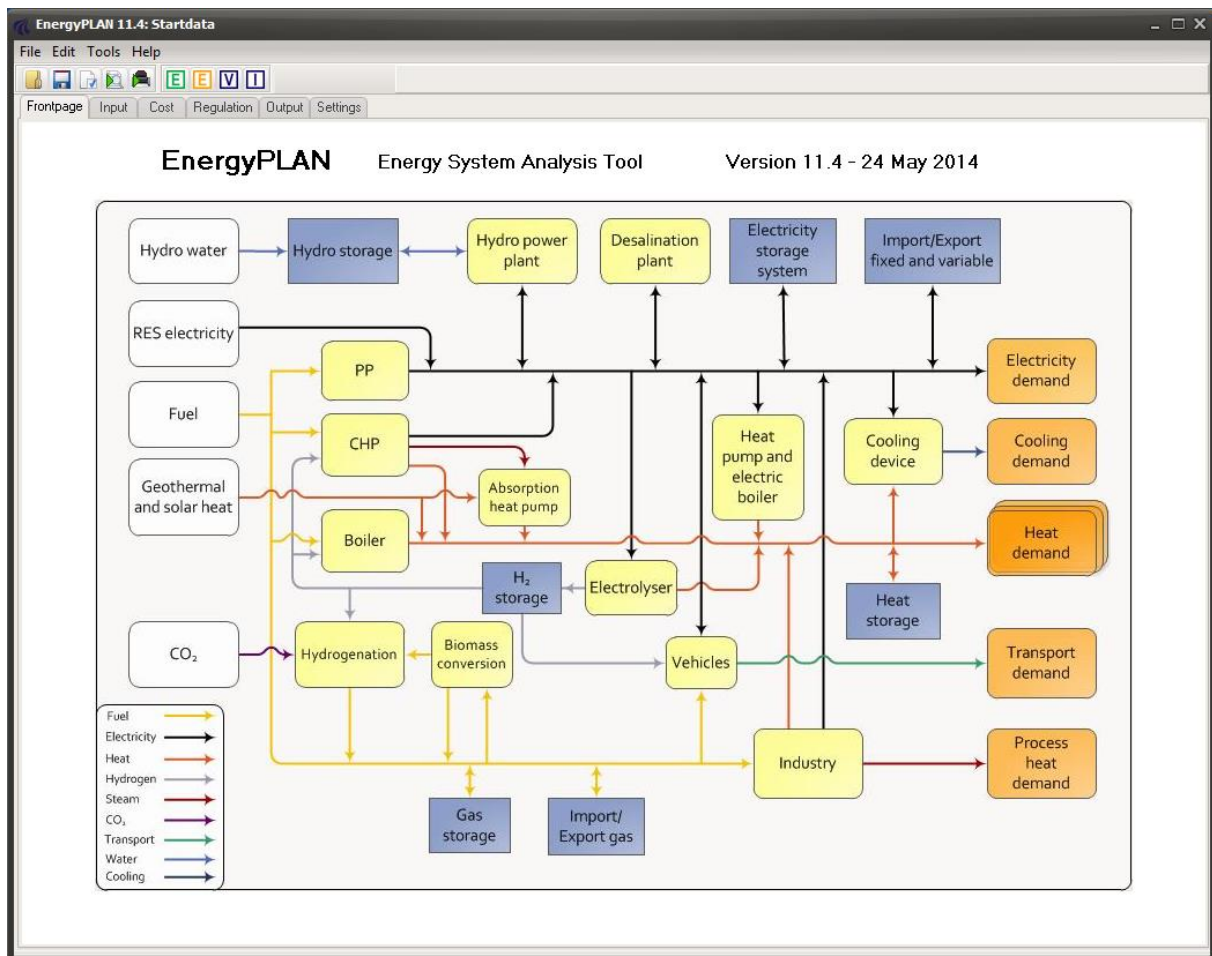 EnergyPLAN 11.4: Startdata
File Edit Tools Help
E E V I
Frontpage Input Cost Regulation Output Settings
EnergyPLAN Energy System Analysis Tool Version 11.4 - 24 May 2014
Hydro water
Hydro storage
Hydro power
plant
Desalination
plant
Electricity
storage
system
Import/Export
fixed and variable
RES electricity
PP
Electricity
demand
Fuel
CHP
Heat
pump and
electric
boiler
Cooling
device
Cooling
demand
Geothermal
and solar heat
Absorption
heat pump
Boiler
Heat
demand
H₂
storage
Electrolyser
Heat
storage
CO₂
Hydrogenation
Biomass
conversion
Vehicles
Transport
demand
Fuel
Electricity
Heat
Hydrogen
Steam
CO₂
Transport
Water
Cooling
Industry
Process
heat
demand
Gas
storage
Import/
Export gas